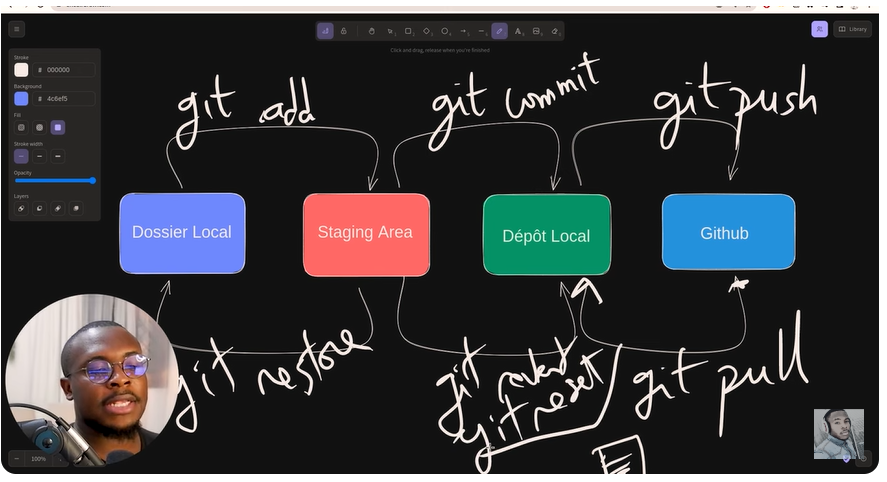 Library
Click and drag, release when you're finished.
Stroke
# 000000
Background
# 4c6ef5
Fill
Stroke width
Opacity
Layers
git add
git commit
git push
Dossier Local
Staging Area
Dépôt Local
Github
git restore
git revert
git reset
git pull
100%